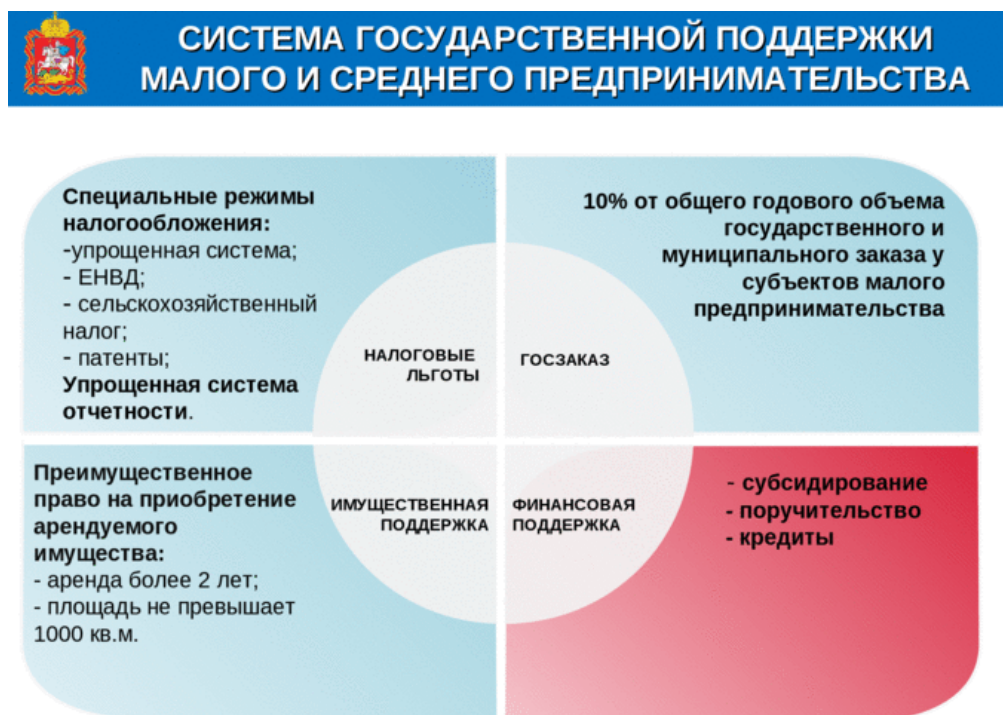 СИСТЕМА ГОСУДАРСТВЕННОЙ ПОДДЕРЖКИ
МАЛОГО И СРЕДНЕГО ПРЕДПРИНИМАТЕЛЬСТВА
Специальные режимы
налогообложения:
-упрощенная система;
- ЕНВД;
- сельскохозяйственный
налог;
- патенты;
Упрощенная система
отчетности.
НАЛОГОВЫЕ
ЛЬГОТЫ
10% от общего годового объема
государственного и
муниципального заказа у
субъектов малого
предпринимательства
ГОСЗАКАЗ
Преимущественное
право на приобретение
арендуемого
имущества:
- аренда более 2 лет;
- площадь не превышает
1000 кв.м.
ИМУЩЕСТВЕННАЯ
ПОДДЕРЖКА
ФИНАНСОВАЯ
ПОДДЕРЖКА
- субсидирование
- поручительство
- кредиты